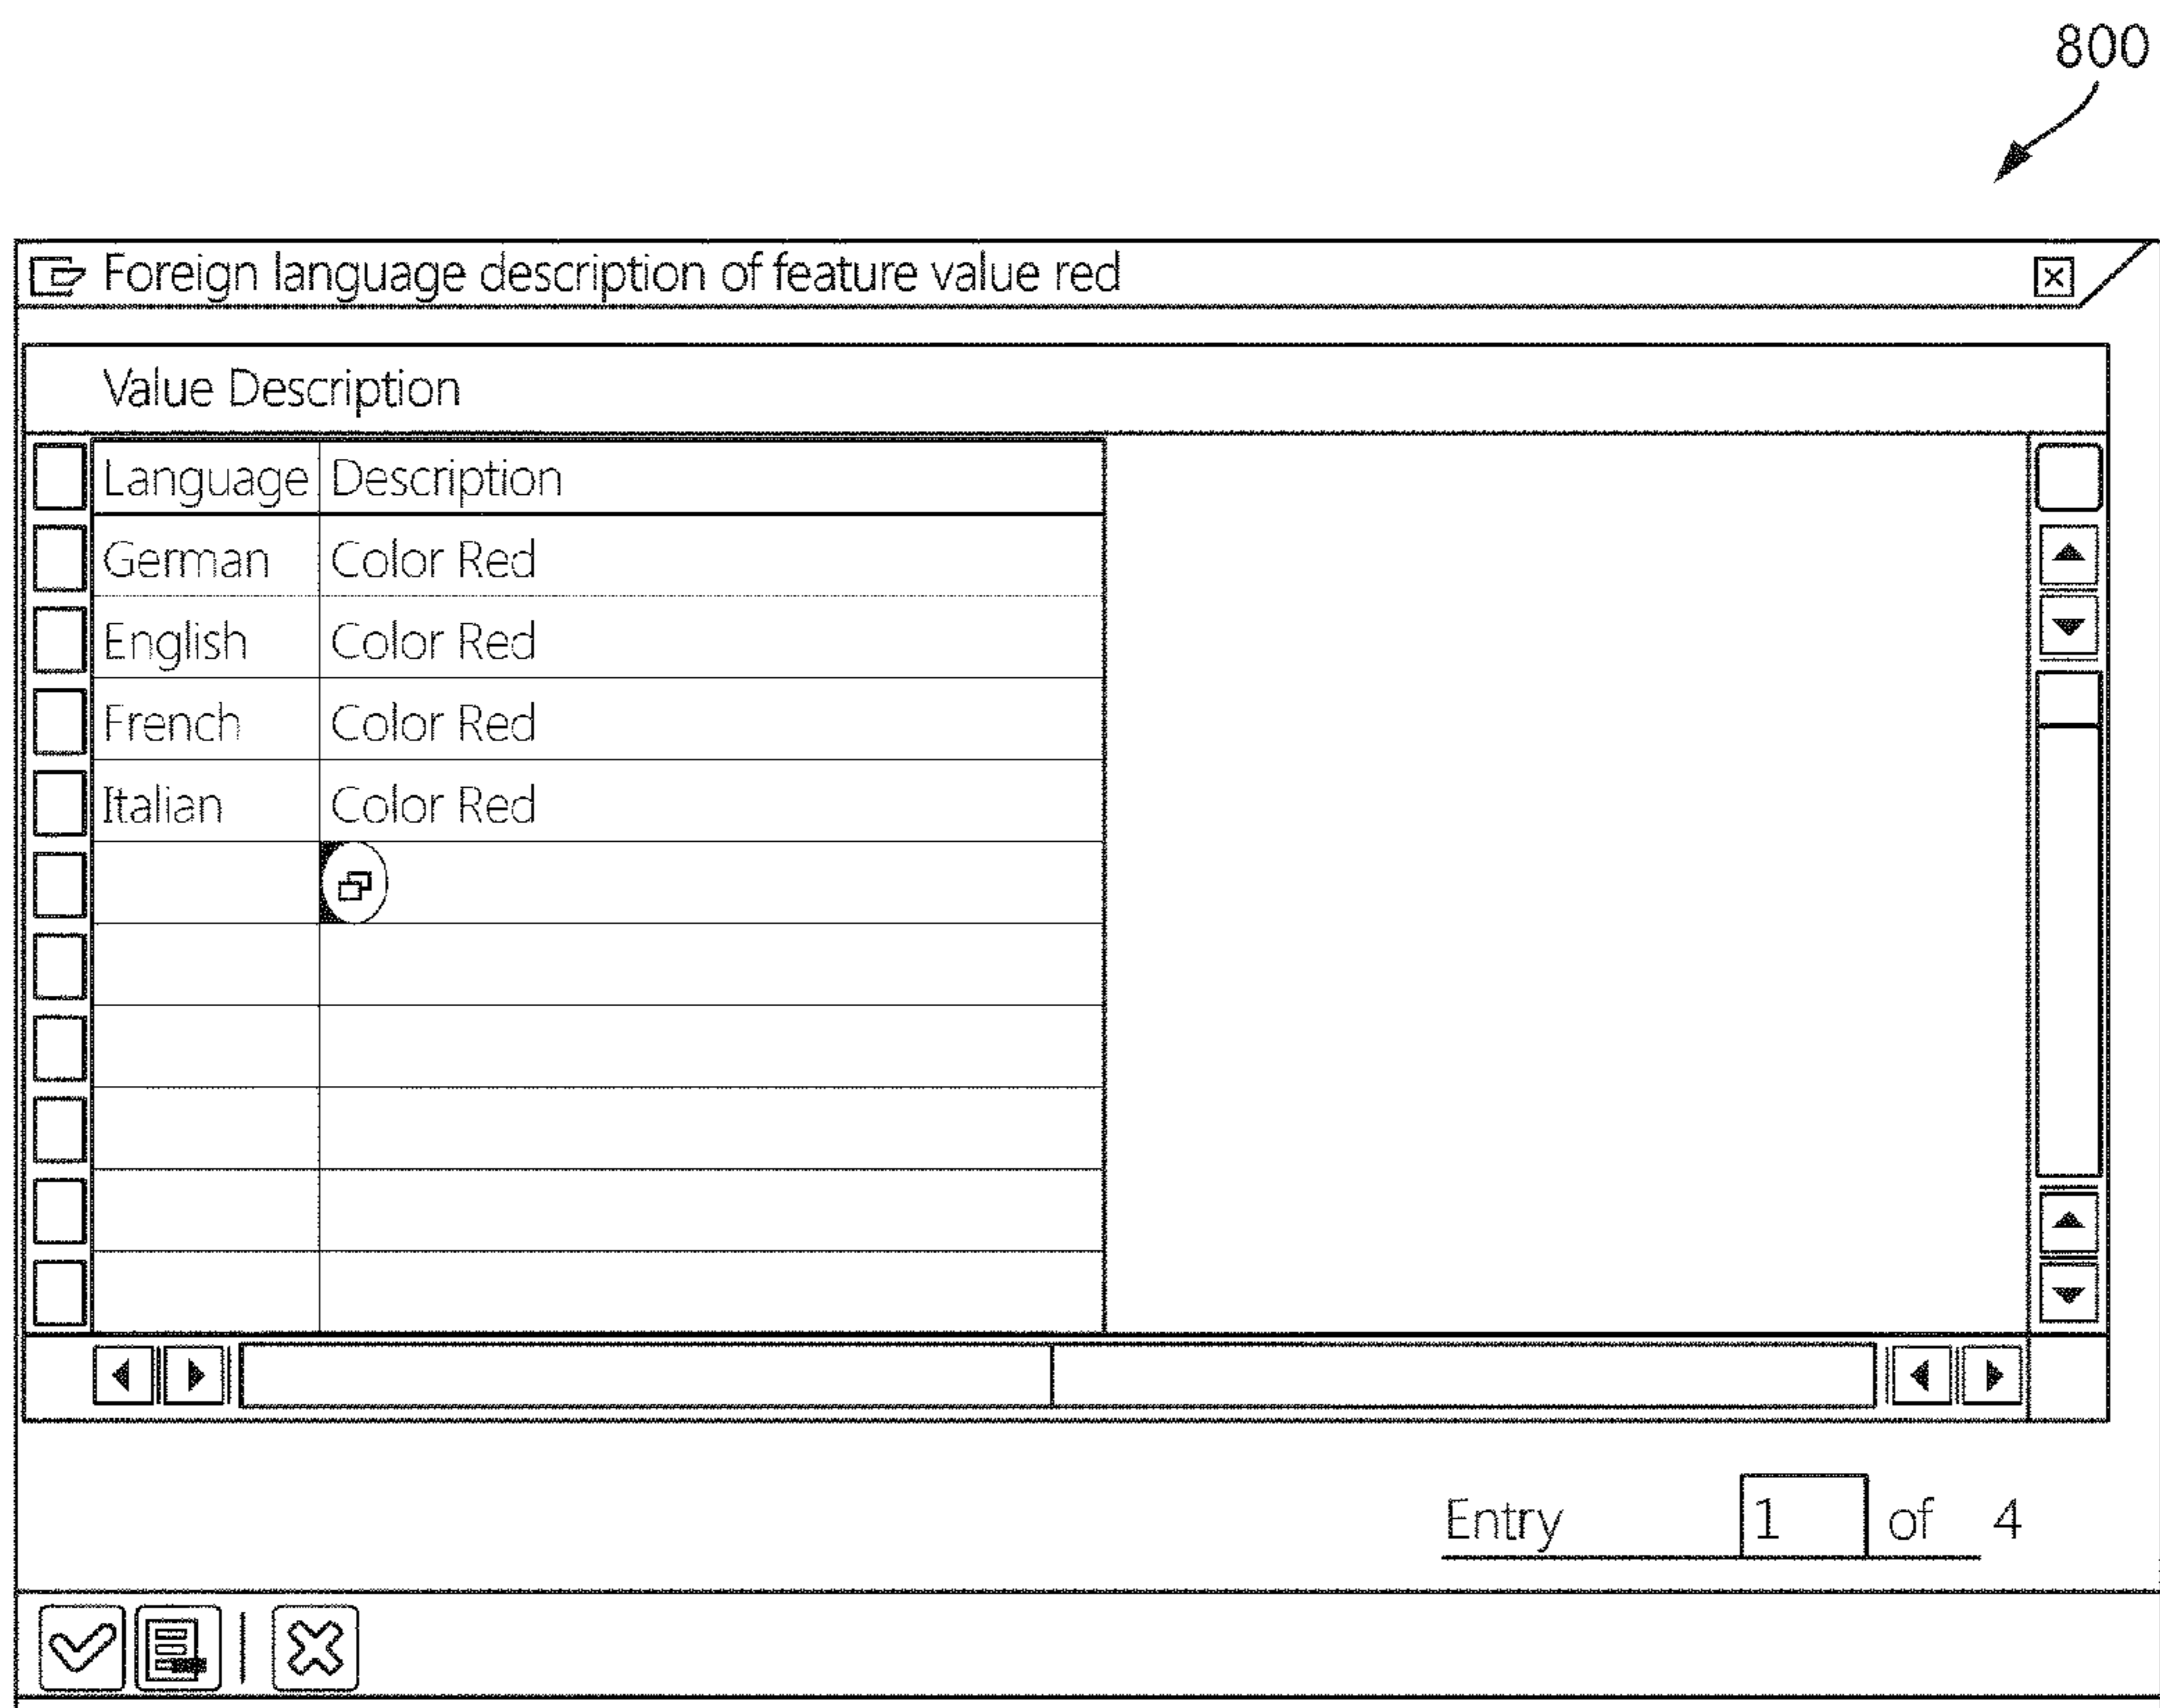 800
Foreign language description of feature value red
Value Description
Language Description
German Color Red
English Color Red
French Color Red
Italian Color Red
Entry 1 of 4